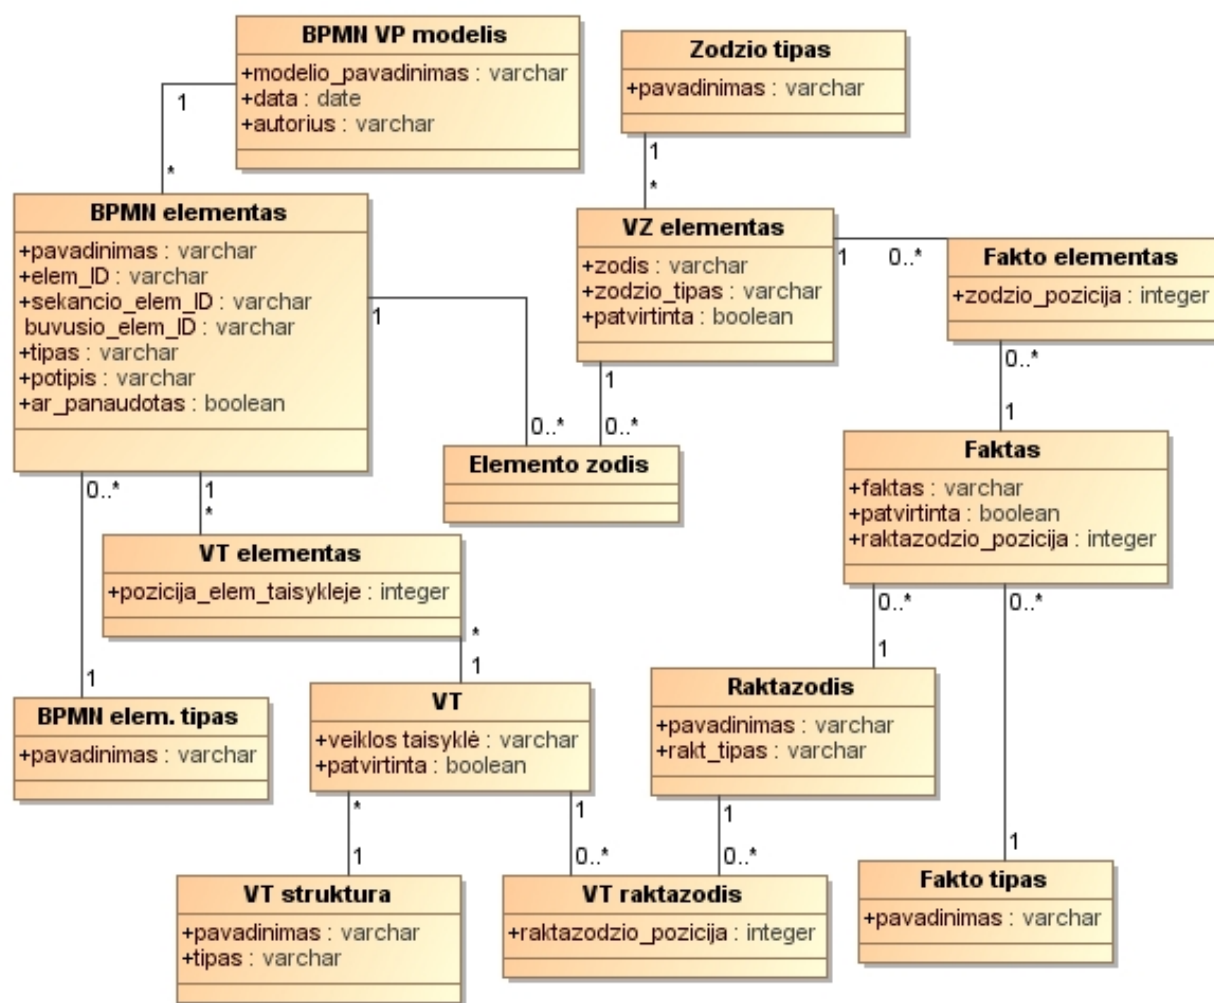 BPMN VP modelis
+modelio_pavadinimas : varchar
+data : date
+autorius : varchar
Zodzio tipas
+pavadinimas : varchar
1
*
1
*
BPMN elementas
+pavadinimas : varchar
+elem_ID : varchar
+sekancio_elem_ID : varchar
buvusio_elem_ID : varchar
+tipas : varchar
+potipis : varchar
+ar_panaudotas : boolean
VZ elementas
+zodis : varchar
+zodzio_tipas : varchar
+patvirtinta : boolean
1
0..*
Fakto elementas
+zodzio_pozicija : integer
1
0..*
1
0..*
0..*
1
Elemento zodis
Faktas
+faktas : varchar
+patvirtinta : boolean
+raktazodzio_pozicija : integer
0..*
1
*
VT elementas
+pozicija_elem_taisykleje : integer
*
1
1
0..*
1
0..*
1
BPMN elem. tipas
+pavadinimas : varchar
VT
+veiklos taisyklė : varchar
+patvirtinta : boolean
Raktazodis
+pavadinimas : varchar
+rakt_tipas : varchar
*
1
1
0..*
1
0..*
VT struktura
+pavadinimas : varchar
+tipas : varchar
VT raktazodis
+raktazodzio_pozicija : integer
Fakto tipas
+pavadinimas : varchar